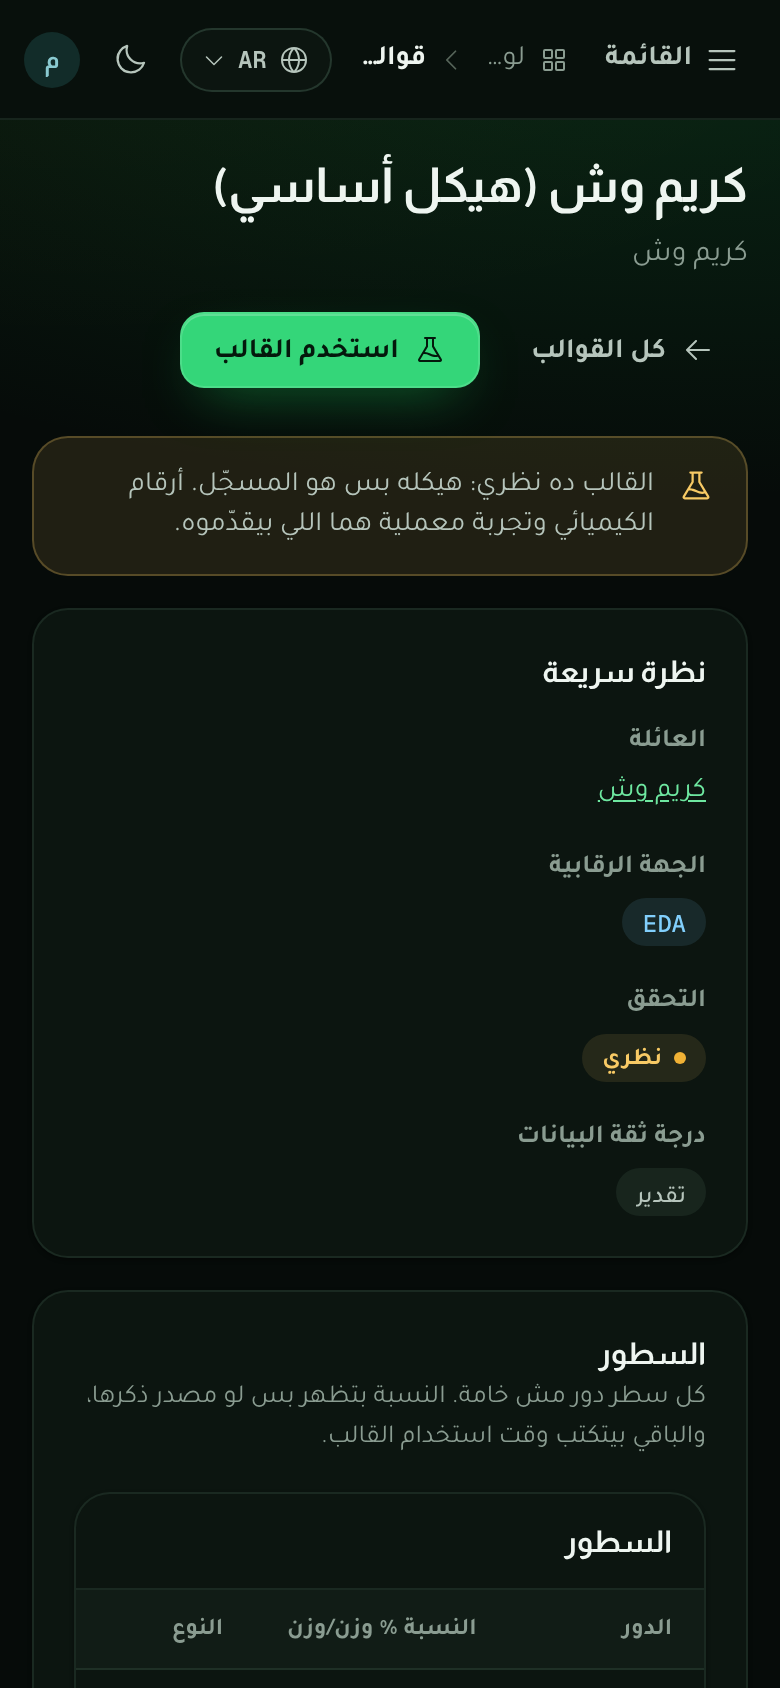 القائمة
لو...
قوالـ...
AR
م
كريم وش (هيكل أساسي)
كريم وش
كل القوالب
استخدم القالب
القالب ده نظري: هيكله بس هو المسجّل. أرقام
الكيميائي وتجربة معملية هما اللي بيقدّموه.
نظرة سريعة
العائلة
كريم وش
الجهة الرقابية
EDA
التحقق
نظري
درجة ثقة البيانات
تقدير
السطور
كل سطر دور مش خامة. النسبة بتظهر بس لو مصدر ذكرها،
والباقي بيتكتب وقت استخدام القالب.
السطور
الدور
النسبة % وزن/وزن
النوع